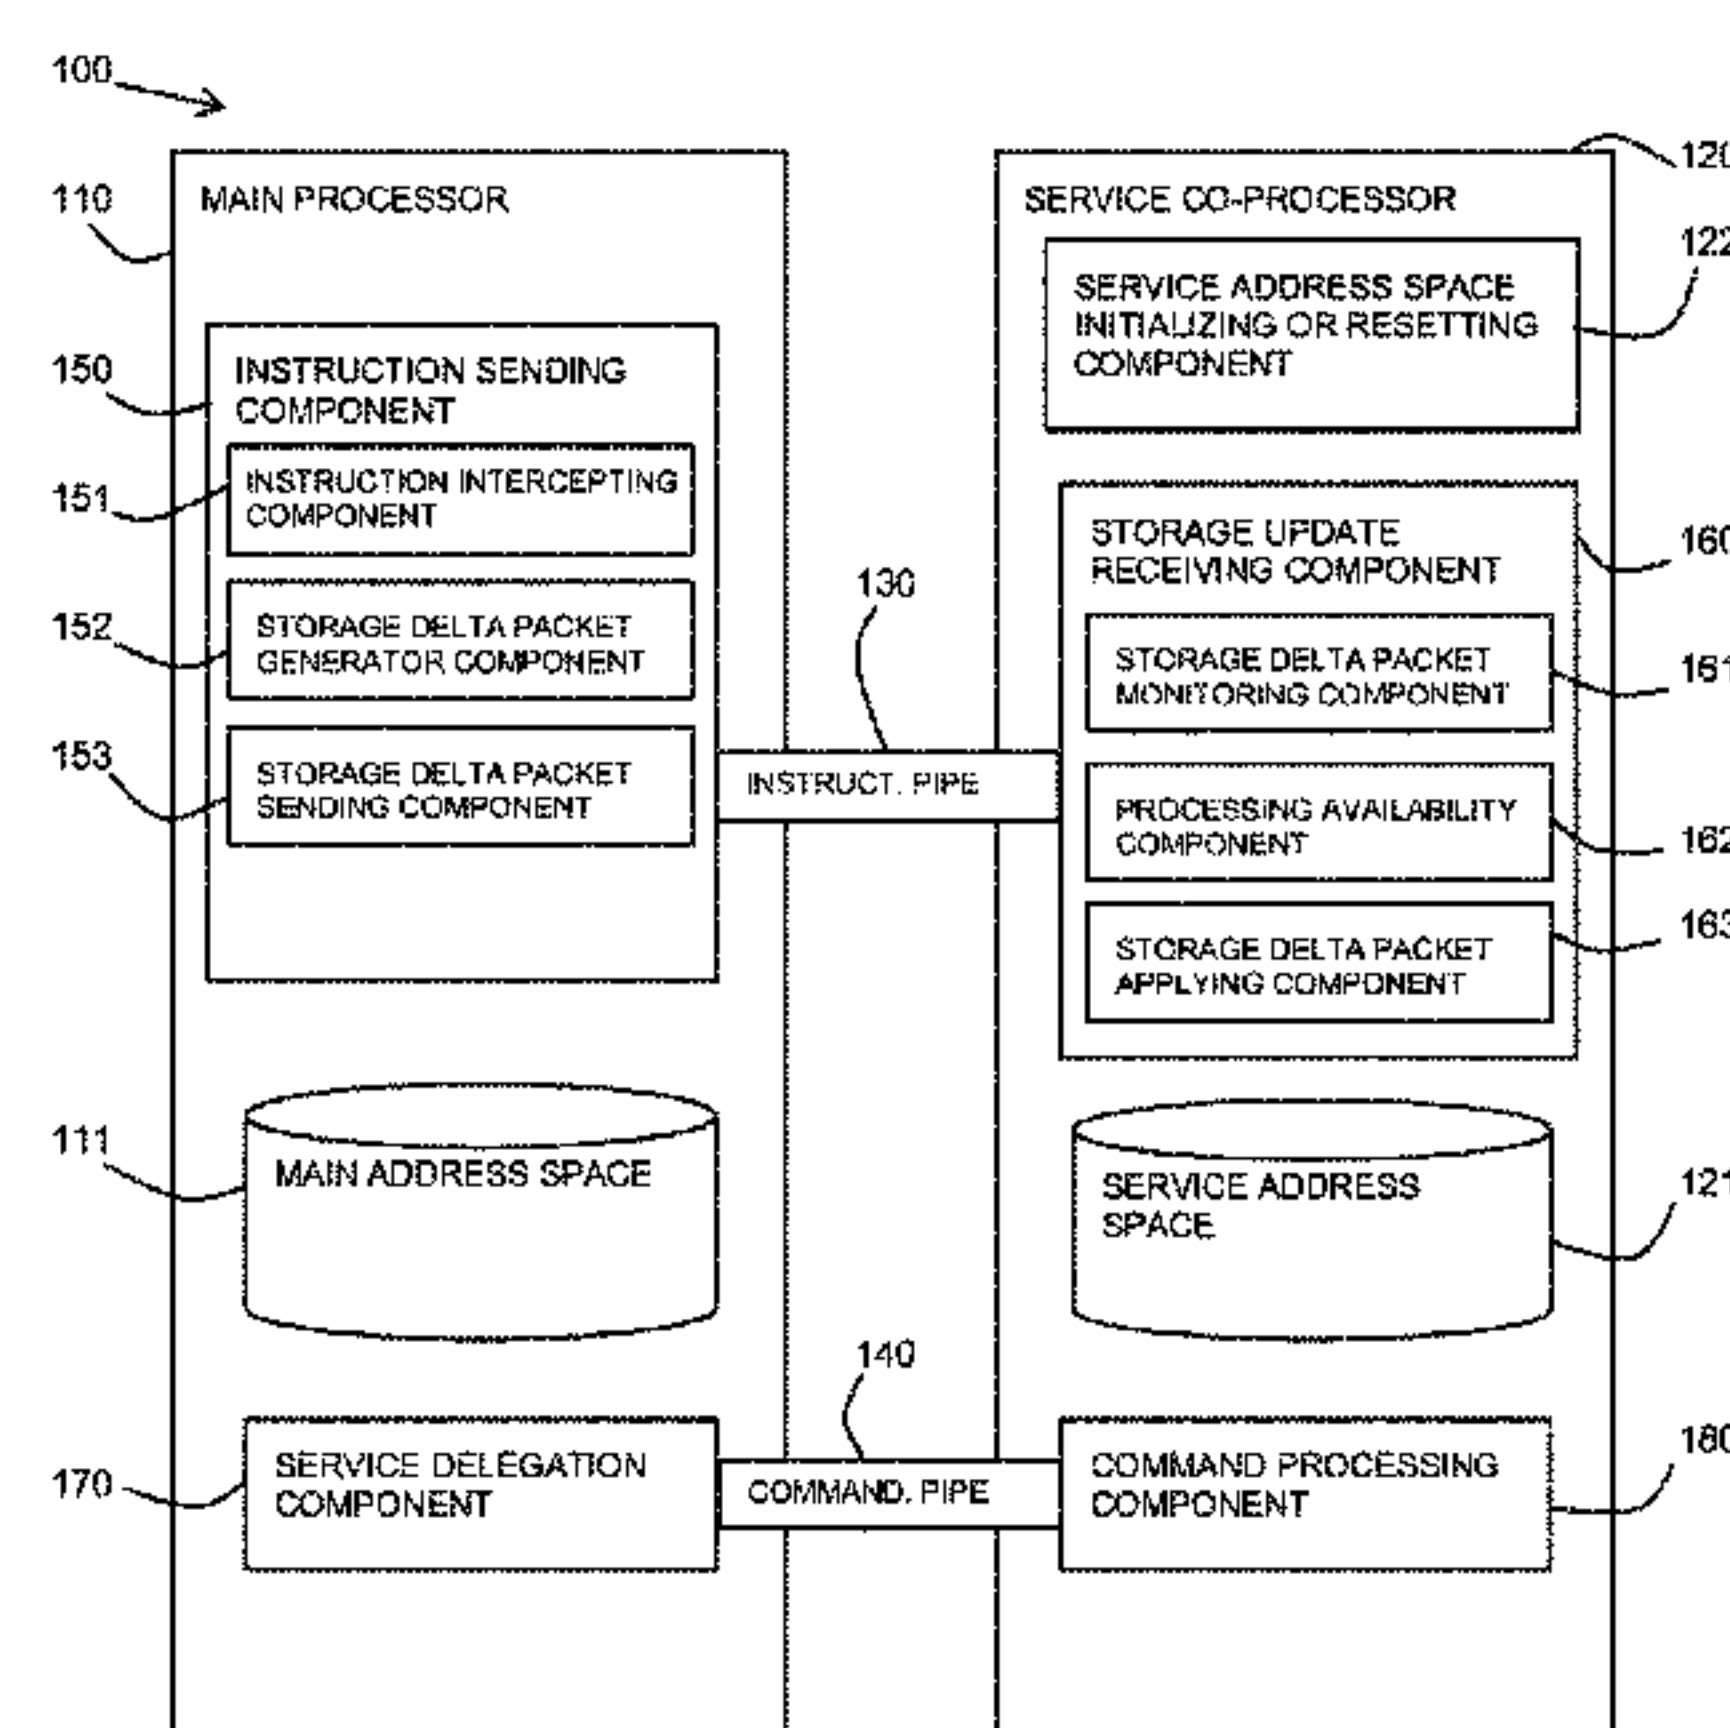 100
110
MAIN PROCESSOR
150
INSTRUCTION SENDING
COMPONENT
151
INSTRUCTION INTERCEPTING
COMPONENT
152
STORAGE DELTA PACKET
GENERATOR COMPONENT
153
STORAGE DELTA PACKET
SENDING COMPONENT
111
MAIN ADDRESS SPACE
170
SERVICE DELEGATION
COMPONENT
130
INSTRUCT. PIPE
140
COMMAND. PIPE
120
SERVICE CO-PROCESSOR
122
SERVICE ADDRESS SPACE
INITIALIZING OR RESETTING
COMPONENT
160
STORAGE UPDATE
RECEIVING COMPONENT
161
STORAGE DELTA PACKET
MONITORING COMPONENT
162
PROCESSING AVAILABILITY
COMPONENT
163
STORAGE DELTA PACKET
APPLYING COMPONENT
121
SERVICE ADDRESS
SPACE
COMMAND PROCESSING
COMPONENT